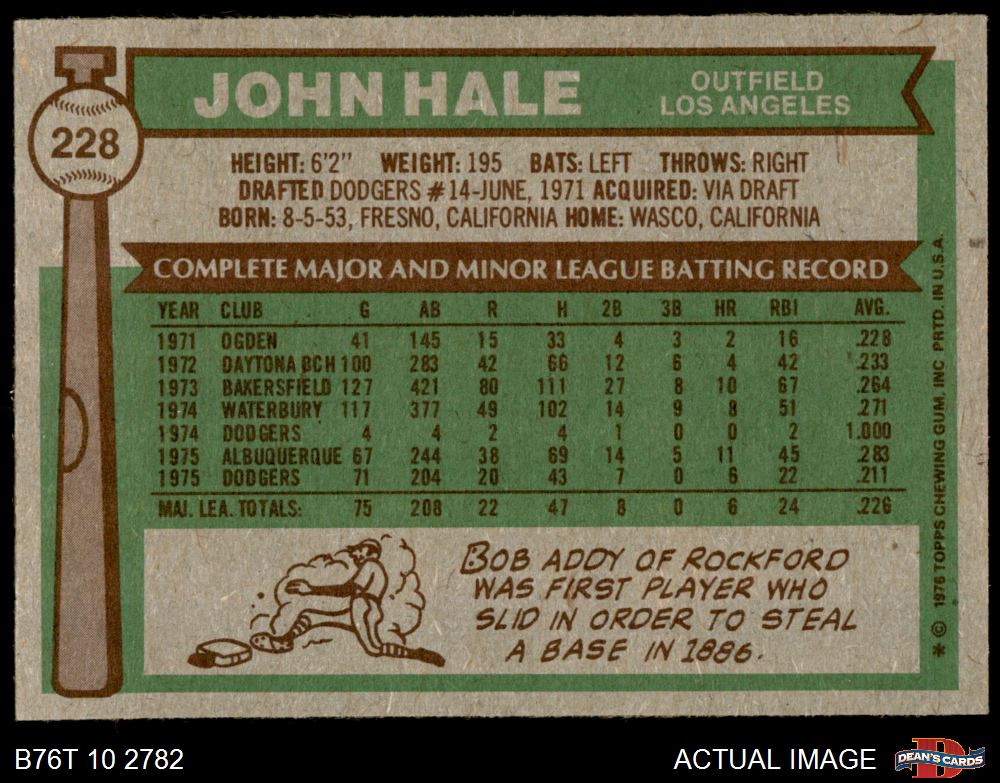 JOHN HALE
OUTFIELD
LOS ANGELES
228
HEIGHT: 6'2" WEIGHT: 195 BATS: LEFT THROWS: RIGHT
DRAFTED DODGERS #14-JUNE, 1971 ACQUIRED: VIA DRAFT
BORN: 8-5-53, FRESNO, CALIFORNIA HOME: WASCO, CALIFORNIA
COMPLETE MAJOR AND MINOR LEAGUE BATTING RECORD
YEAR CLUB G AB R H 2B 3B HR RBI AVG.
1971 OGDEN 41 145 15 33 4 3 2 16 .228
1972 DAYTONA BCH 100 283 42 66 12 6 4 42 .233
1973 BAKERSFIELD 127 421 80 111 27 8 10 67 .264
1974 WATERBURY 117 377 49 102 14 9 8 51 .271
1974 DODGERS 4 4 2 4 1 0 0 2 1.000
1975 ALBUQUERQUE 67 244 38 69 14 5 11 45 .283
1975 DODGERS 71 204 20 43 7 0 6 22 .211
MAJ. LEA. TOTALS: 75 208 22 47 8 0 6 24 .226
BOB ADDY OF ROCKFORD
WAS FIRST PLAYER WHO
SLID IN ORDER TO STEAL
A BASE IN 1886.
* © 1976 TOPPS CHEWING GUM, INC PRTD. IN U.S.A.
B76T 10 2782
ACTUAL IMAGE
DEAN'S CARDS